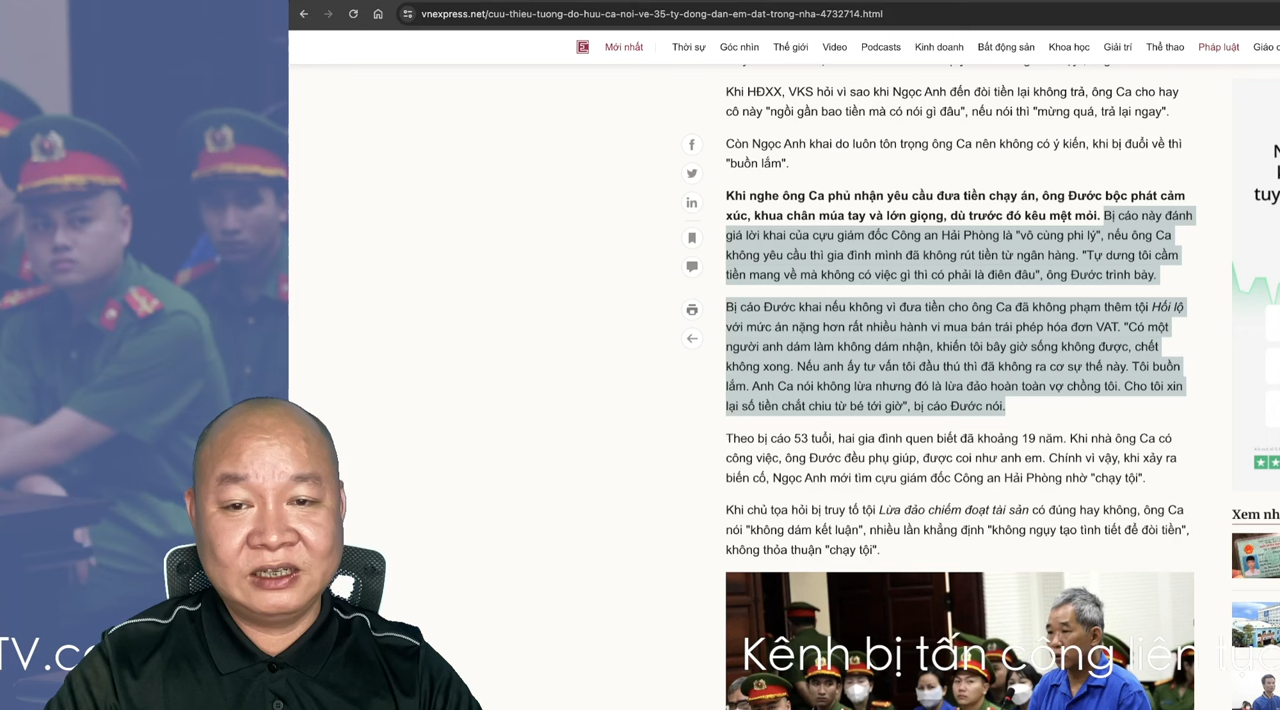 vnexpress.net/cuu-thieu-tuong-do-huu-ca-noi-ve-35-ty-dong-dan-em-dat-trong-nha-4732714.html
Mới nhất Thời sự Góc nhìn Thế giới Video Podcasts Kinh doanh Bất động sản Khoa học Giải trí Thể thao Pháp luật Giáo
Khi HĐXX, VKS hỏi vì sao khi Ngọc Anh đến đòi tiền lại không trả, ông Ca cho hay
cô này "ngồi gần bao tiền mà có nói gì đâu", nếu nói thì "mừng quá, trả lại ngay".
Còn Ngọc Anh khai do luôn tôn trọng ông Ca nên không có ý kiến, khi bị đuổi về thì
"buồn lắm".
Khi nghe ông Ca phủ nhận yêu cầu đưa tiền chạy án, ông Đước bộc phát cảm
xúc, khua chân múa tay và lớn giọng, dù trước đó kêu mệt mỏi. Bị cáo này đánh
giá lời khai của cựu giám đốc Công an Hải Phòng là "vô cùng phi lý", nếu ông Ca
không yêu cầu thì gia đình mình đã không rút tiền từ ngân hàng. "Tự dưng tôi cầm
tiền mang về mà không có việc gì thì có phải là điên đâu", ông Đước trình bày.
Bị cáo Đước khai nếu không vì đưa tiền cho ông Ca đã không phạm thêm tội Hối lộ
với mức án nặng hơn rất nhiều hành vi mua bán trái phép hóa đơn VAT. "Có một
người anh dám làm không dám nhận, khiến tôi bây giờ sống không được, chết
không xong. Nếu anh ấy tư vấn tôi đầu thú thì đã không ra cơ sự thế này. Tôi buồn
lắm. Anh Ca nói không lừa nhưng đó là lừa đảo hoàn toàn vợ chồng tôi. Cho tôi xin
lại số tiền chắt chiu từ bé tới giờ", bị cáo Đước nói.
Theo bị cáo 53 tuổi, hai gia đình quen biết đã khoảng 19 năm. Khi nhà ông Ca có
công việc, ông Đước đều phụ giúp, được coi như anh em. Chính vì vậy, khi xảy ra
biến cố, Ngọc Anh mới tìm cựu giám đốc Công an Hải Phòng nhờ "chạy tội".
Khi chủ tọa hỏi bị truy tố tội Lừa đảo chiếm đoạt tài sản có đúng hay không, ông Ca
nói "không dám kết luận", nhiều lần khẳng định "không ngụy tạo tình tiết để đòi tiền",
không thỏa thuận "chạy tội".
tuy
Xem nh
TV.c
Kênh bị tấn công liên tục